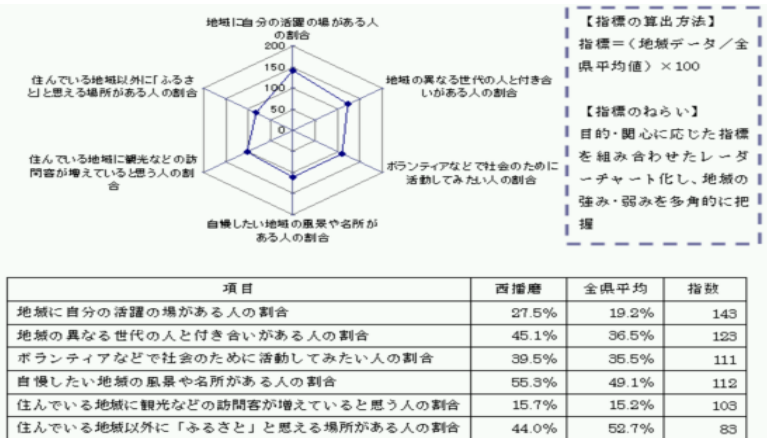 地域に自分の活躍の場がある人
の割合
200
150
100
50
0
地域の異なる世代の人と付き合
いがある人の割合
ボランティアなどで社会のために
活動してみたい人の割合
自慢したい地域の風景や名所が
ある人の割合
住んでいる地域に観光などの訪
問客が増えていると思う人の割
合
住んでいる地域以外に「ふるさ
と」と思える場所がある人の割合
【指標の算出方法】
指標=(地域データ/全
県平均値)×100
【指標のねらい】
目的・関心に応じた指標
を組み合わせたレーダ
ーチャート化し、地域の
強み・弱みを多角的に把
握
項目 西播磨 全県平均 指数
地域に自分の活躍の場がある人の割合 27.5% 19.2% 143
地域の異なる世代の人と付き合いがある人の割合 45.1% 36.5% 123
ボランティアなどで社会のために活動してみたい人の割合 39.5% 35.5% 111
自慢したい地域の風景や名所がある人の割合 55.3% 49.1% 112
住んでいる地域に観光などの訪問客が増えていると思う人の割合 15.7% 15.2% 103
住んでいる地域以外に「ふるさと」と思える場所がある人の割合 44.0% 52.7% 83